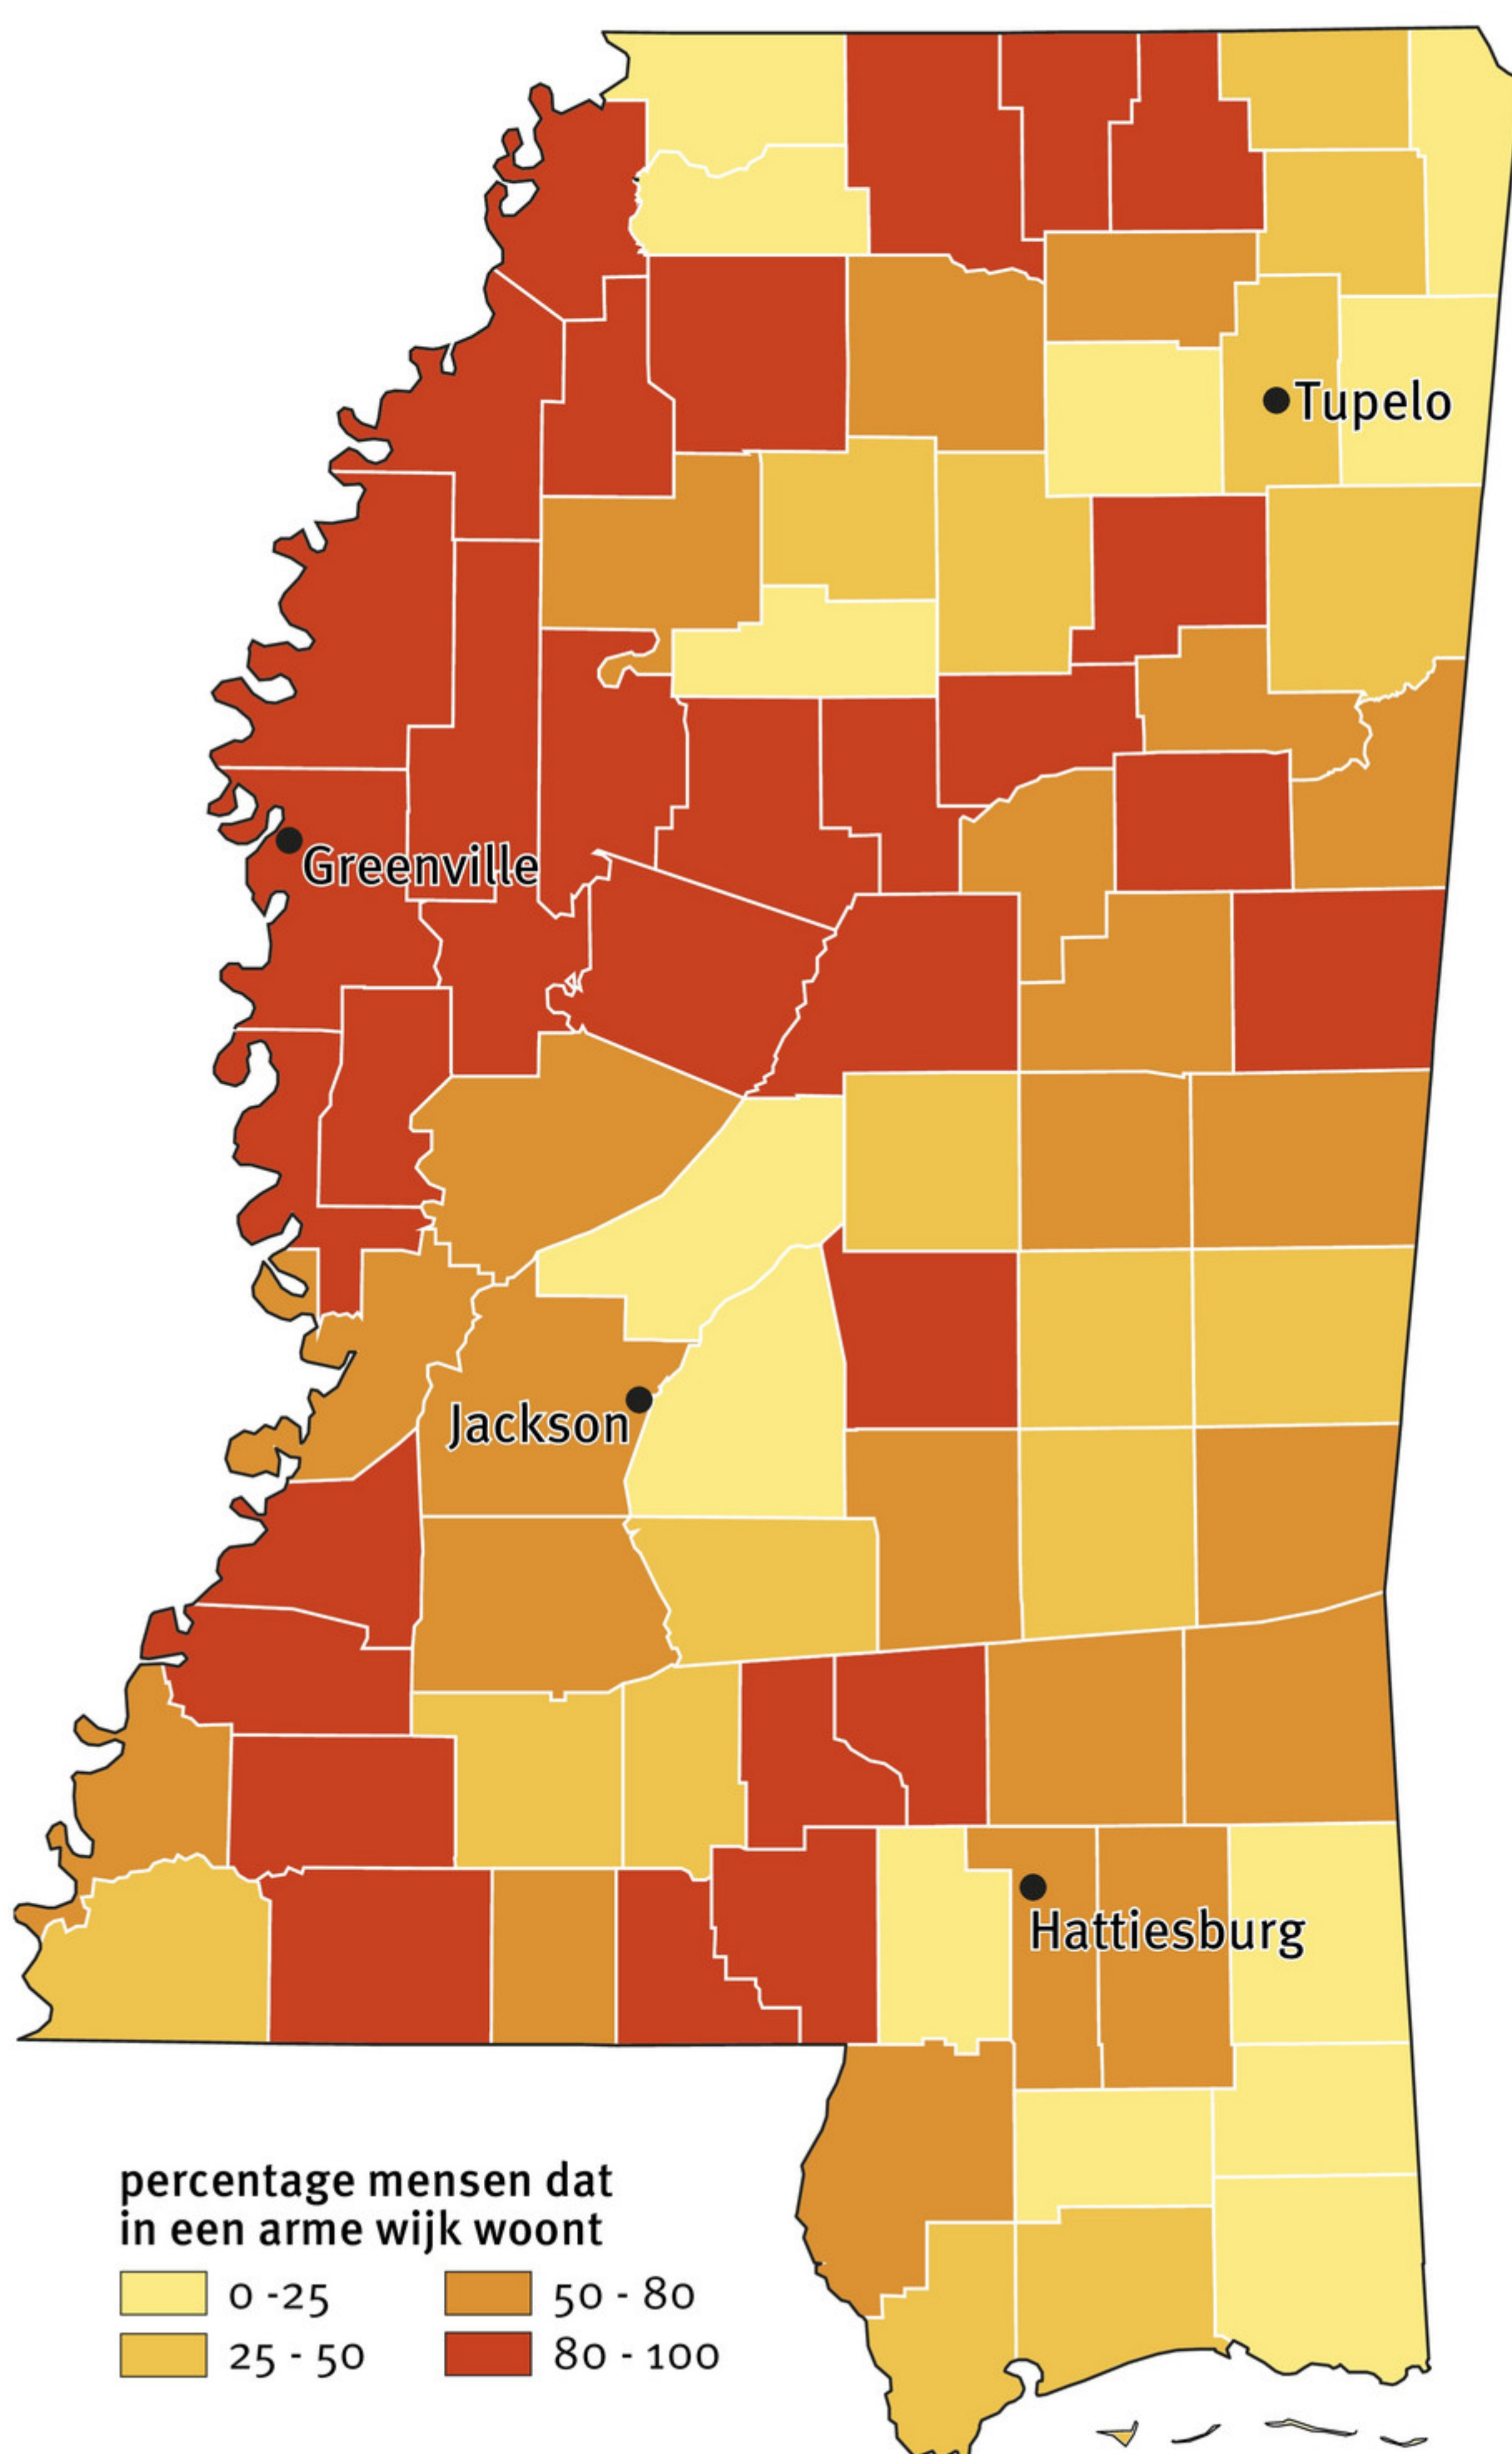 Tupelo
Greenville
Jackson
Hattiesburg
percentage mensen dat
in een arme wijk woont
0 -25
50 - 80
25 - 50
80 - 100